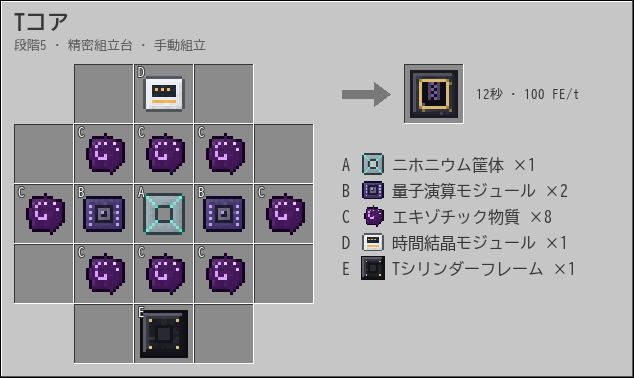 Tコア
段階5 · 精密組立台 · 手動組立
D
C C C
C B A B C
C C C
E
12秒 · 100 FE/t
A ニホニウム筐体 ×1
B 量子演算モジュール ×2
C エキゾチック物質 ×8
D 時間結晶モジュール ×1
E Tシリンダーフレーム ×1